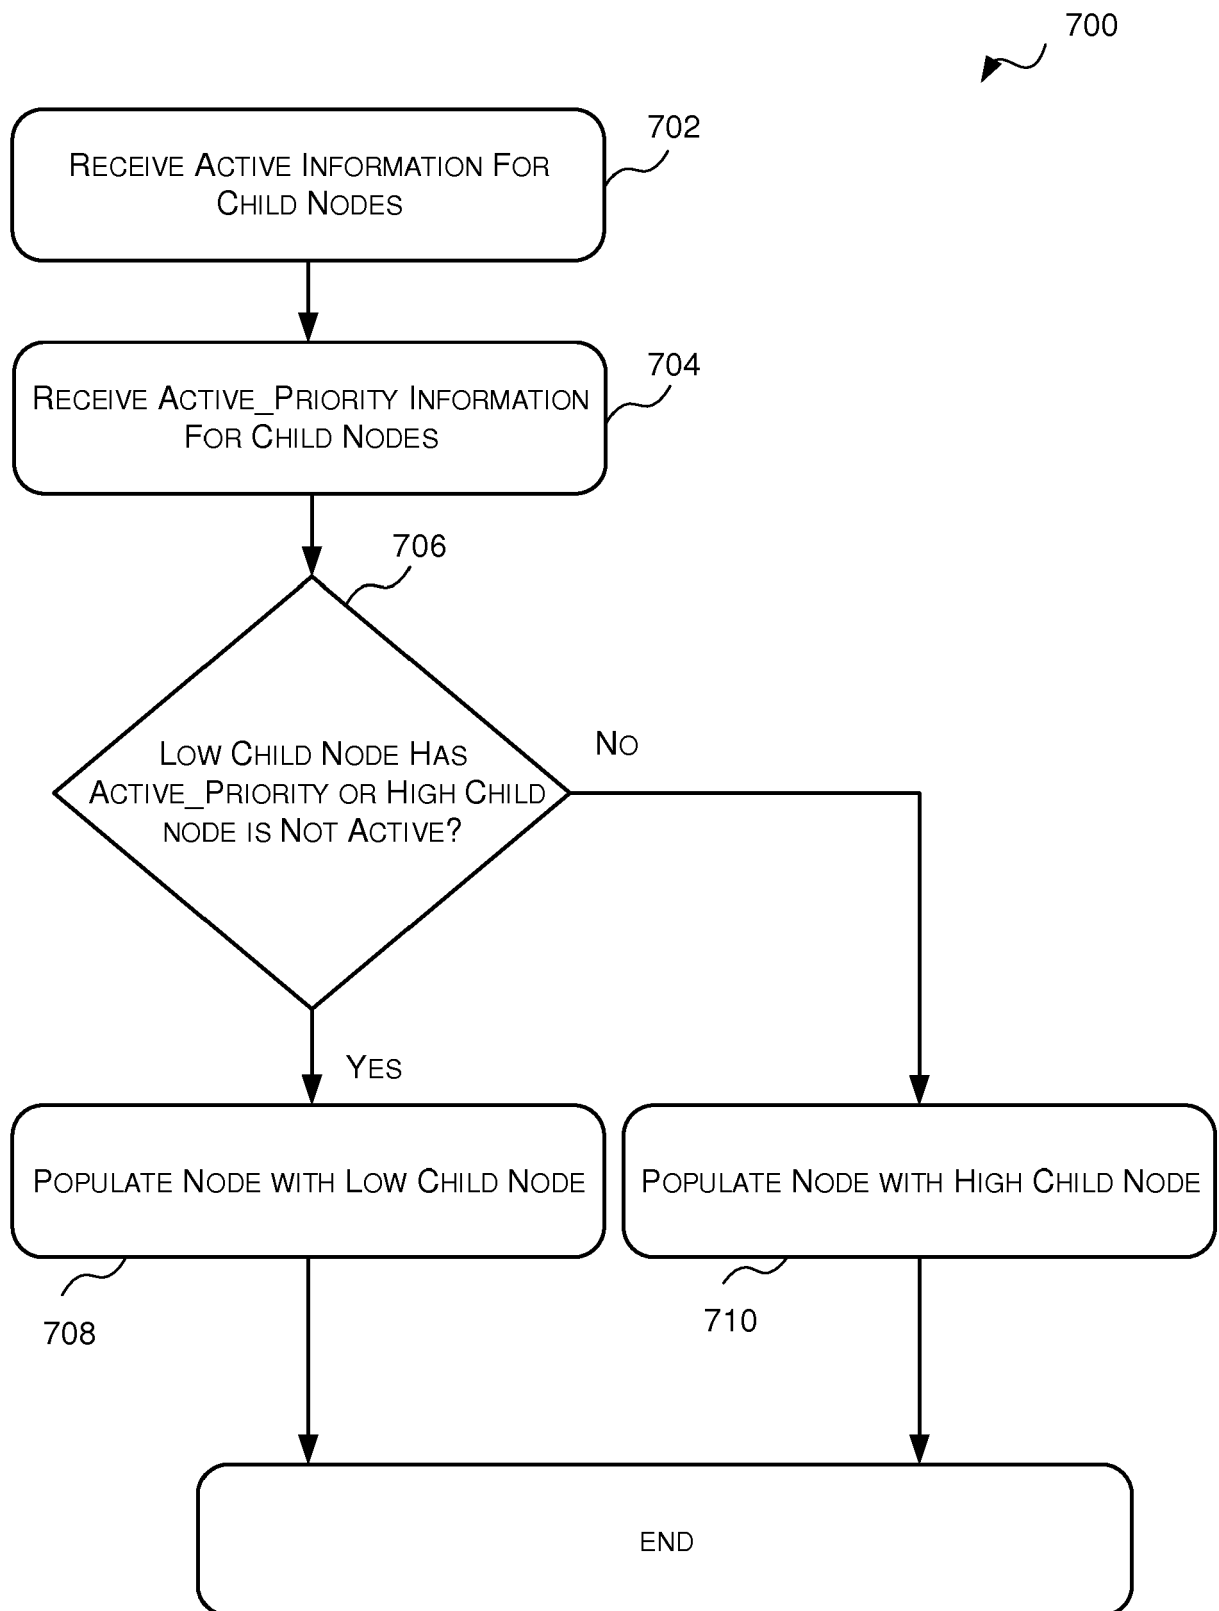 700
702
Receive Active Information For
Child Nodes
704
Receive Active_Priority Information
For Child Nodes
706
Low Child Node Has
Active_Priority or High Child
node is Not Active?
No
Yes
Populate Node with Low Child Node
Populate Node with High Child Node
708
710
end